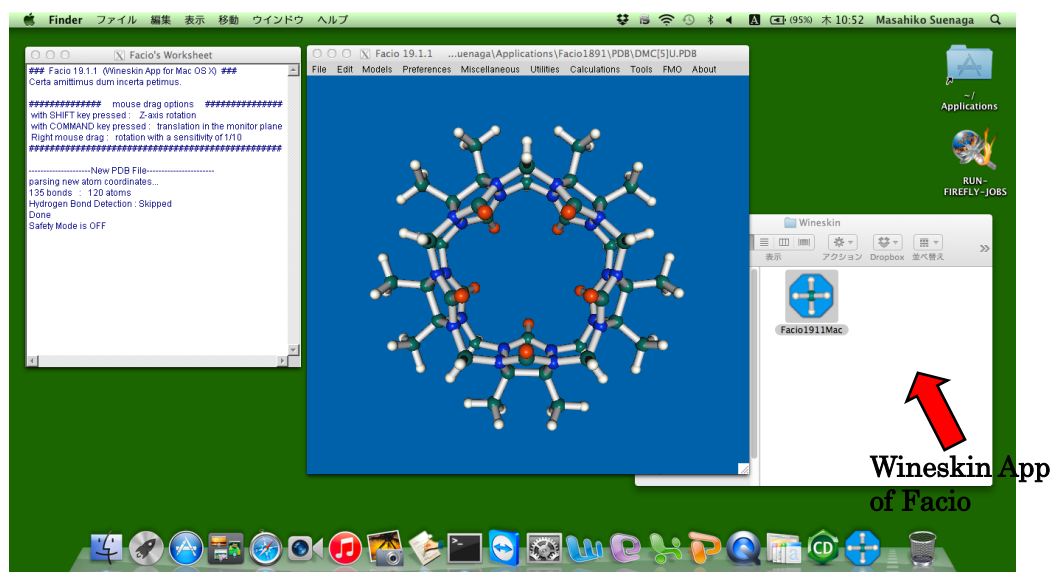 Finder ファイル 編集 表示 移動 ウインドウ ヘルプ (95%) 木 10:52 Masahiko Suenaga
Facio's Worksheet
### Facio 19.1.1 (Wineskin App for Mac OS X) ###
Certa amittimus dum incerta petimus.
############## mouse drag options ###############
with SHIFT key pressed : Z-axis rotation
with COMMAND key pressed : translation in the monitor plane
Right mouse drag : rotation with a sensitivity of 1/10
#################################################
---------------------New PDB File-----------------------
parsing new atom coordinates...
135 bonds : 120 atoms
Hydrogen Bond Detection : Skipped
Done
Safety Mode is OFF
Facio 19.1.1 ...uenaga\Applications\Facio1891\PDB\DMC[5]U.PDB
File Edit Models Preferences Miscellaneous Utilities Calculations Tools FMO About
~/
Applications
RUN-
FIREFLY-JOBS
Wineskin
表示 アクション Dropbox 並べ替え
Facio1911Mac
Wineskin App
of Facio
CD